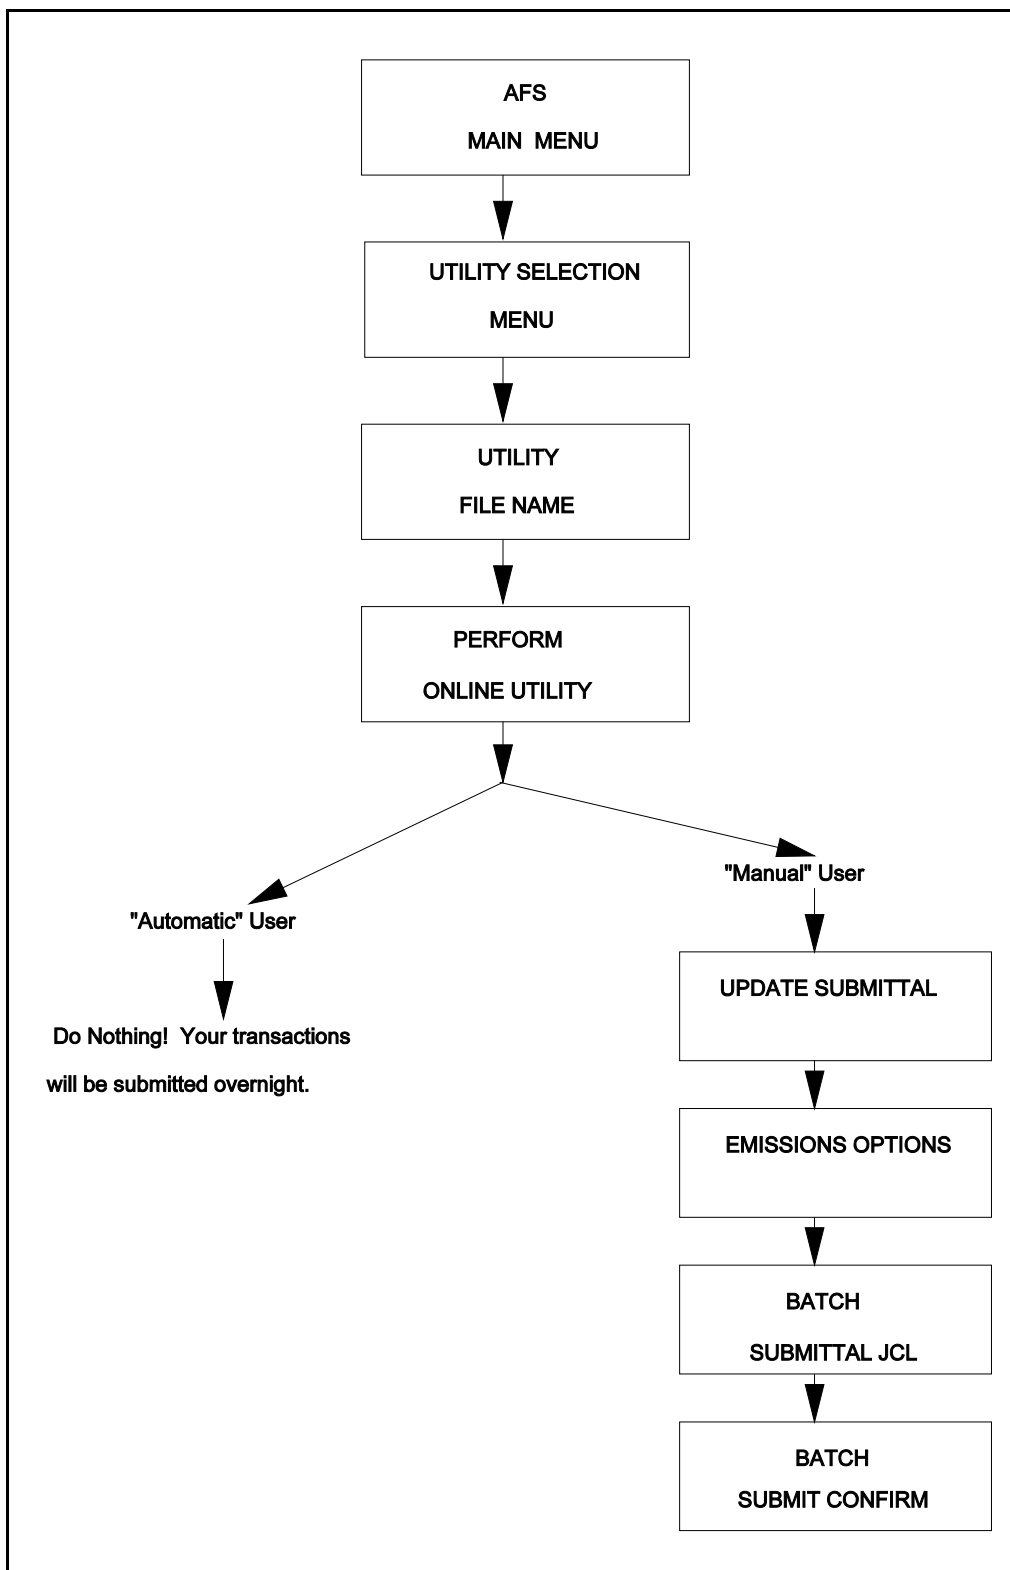 AFS
MAIN MENU
UTILITY SELECTION
MENU
UTILITY
FILE NAME
PERFORM
ONLINE UTILITY
"Automatic" User
Do Nothing! Your transactions
will be submitted overnight.
"Manual" User
UPDATE SUBMITTAL
EMISSIONS OPTIONS
BATCH
SUBMITTAL JCL
BATCH
SUBMIT CONFIRM